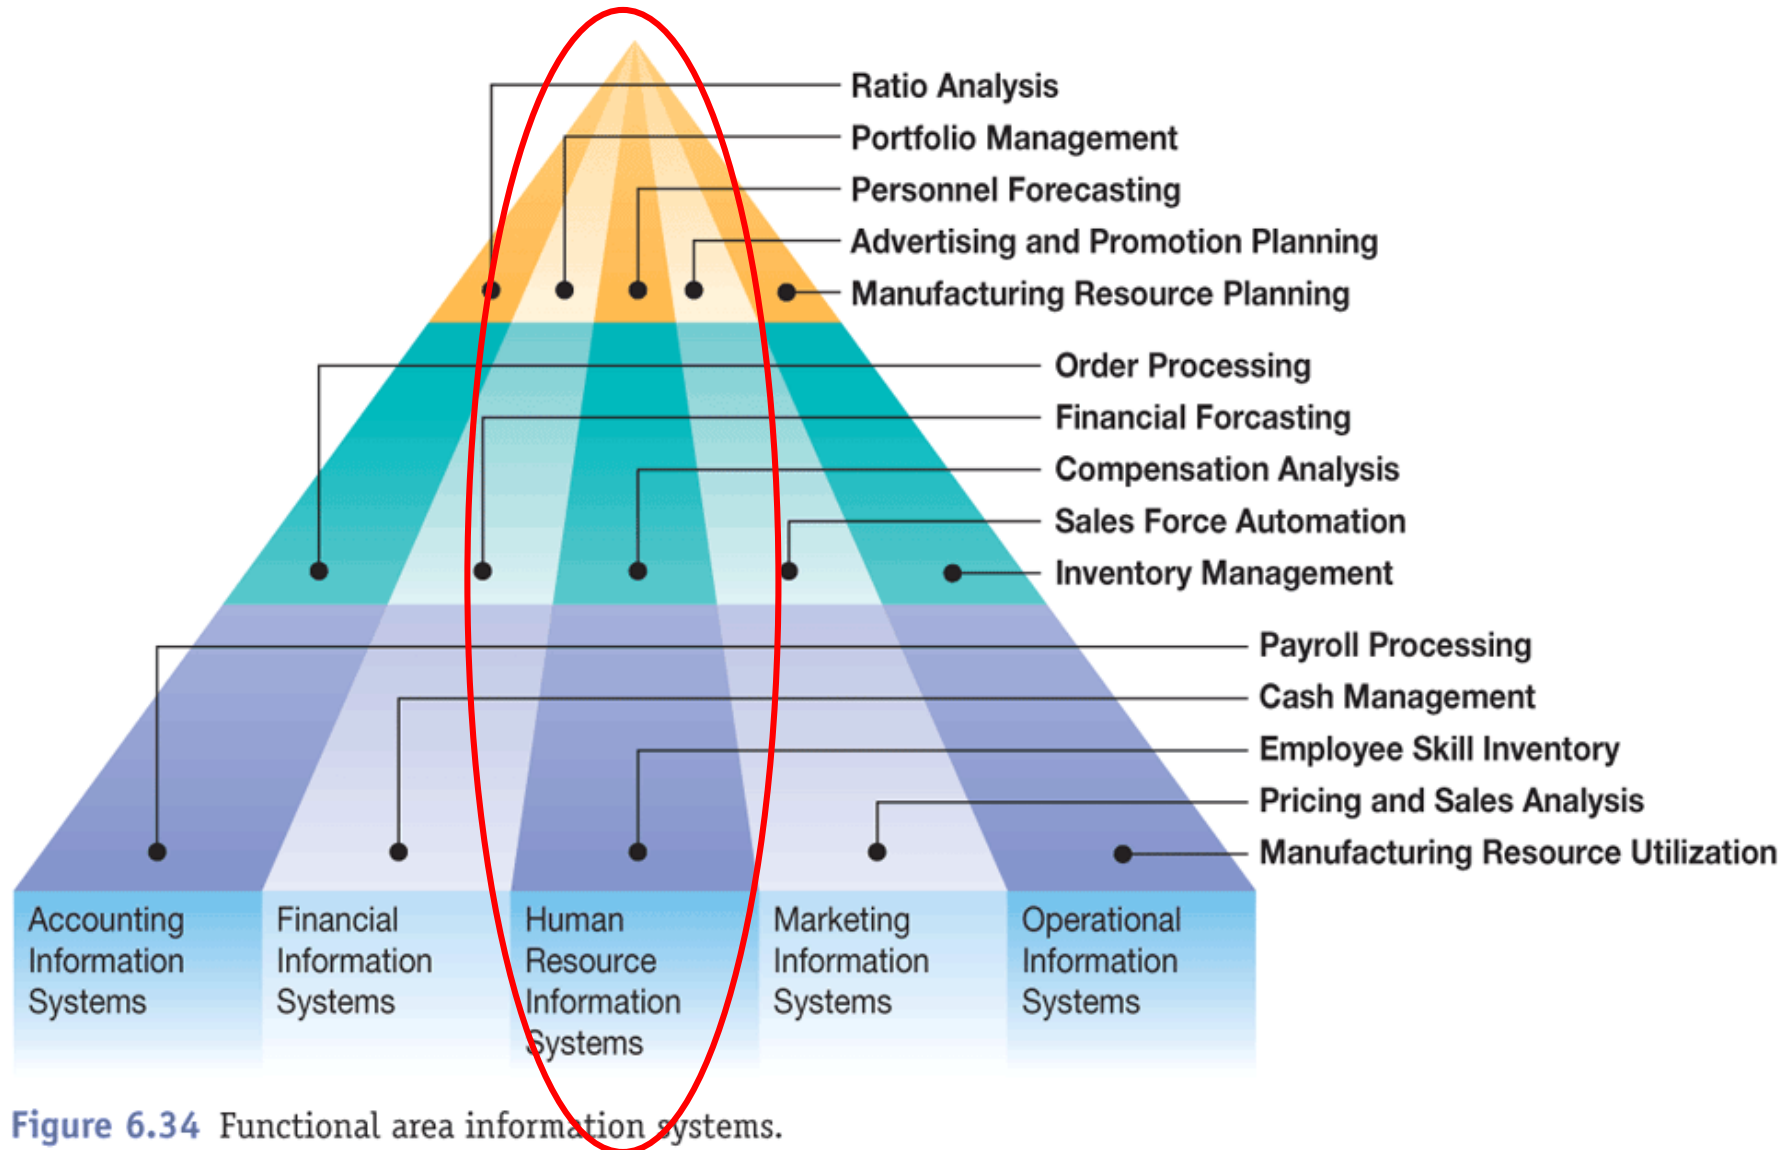 Ratio Analysis
Portfolio Management
Personnel Forecasting
Advertising and Promotion Planning
Manufacturing Resource Planning
Order Processing
Financial Forcasting
Compensation Analysis
Sales Force Automation
Inventory Management
Payroll Processing
Cash Management
Employee Skill Inventory
Pricing and Sales Analysis
Manufacturing Resource Utilization
Accounting
Information
Systems
Financial
Information
Systems
Human
Resource
Information
Systems
Marketing
Information
Systems
Operational
Information
Systems
Figure 6.34 Functional area information systems.